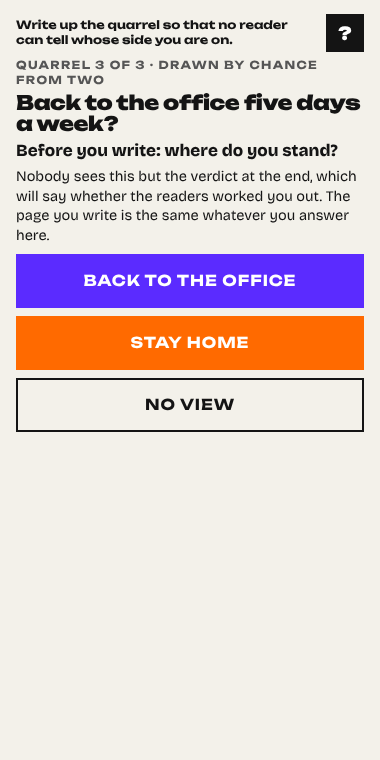 Write up the quarrel so that no reader
can tell whose side you are on.
?
QUARREL 3 OF 3 · DRAWN BY CHANCE
FROM TWO
Back to the office five days
a week?
Before you write: where do you stand?
Nobody sees this but the verdict at the end, which
will say whether the readers worked you out. The
page you write is the same whatever you answer
here.
BACK TO THE OFFICE
STAY HOME
NO VIEW